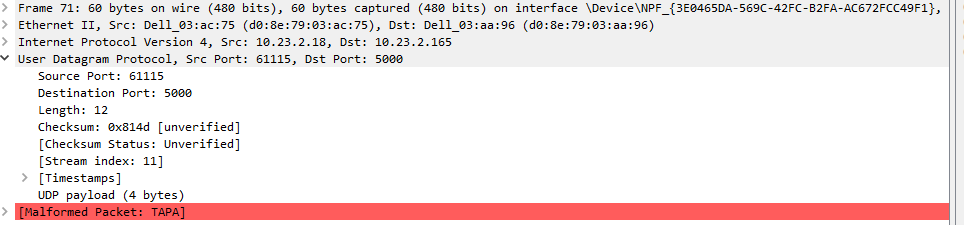 Frame 71: 60 bytes on wire (480 bits), 60 bytes captured (480 bits) on interface \Device\NPF_{3E0465DA-569C-42FC-B2FA-AC672FCC49F1},
Ethernet II, Src: Dell_03:ac:75 (d0:8e:79:03:ac:75), Dst: Dell_03:aa:96 (d0:8e:79:03:aa:96)
Internet Protocol Version 4, Src: 10.23.2.18, Dst: 10.23.2.165
User Datagram Protocol, Src Port: 61115, Dst Port: 5000
Source Port: 61115
Destination Port: 5000
Length: 12
Checksum: 0x814d [unverified]
[Checksum Status: Unverified]
[Stream index: 11]
[Timestamps]
UDP payload (4 bytes)
[Malformed Packet: TAPA]